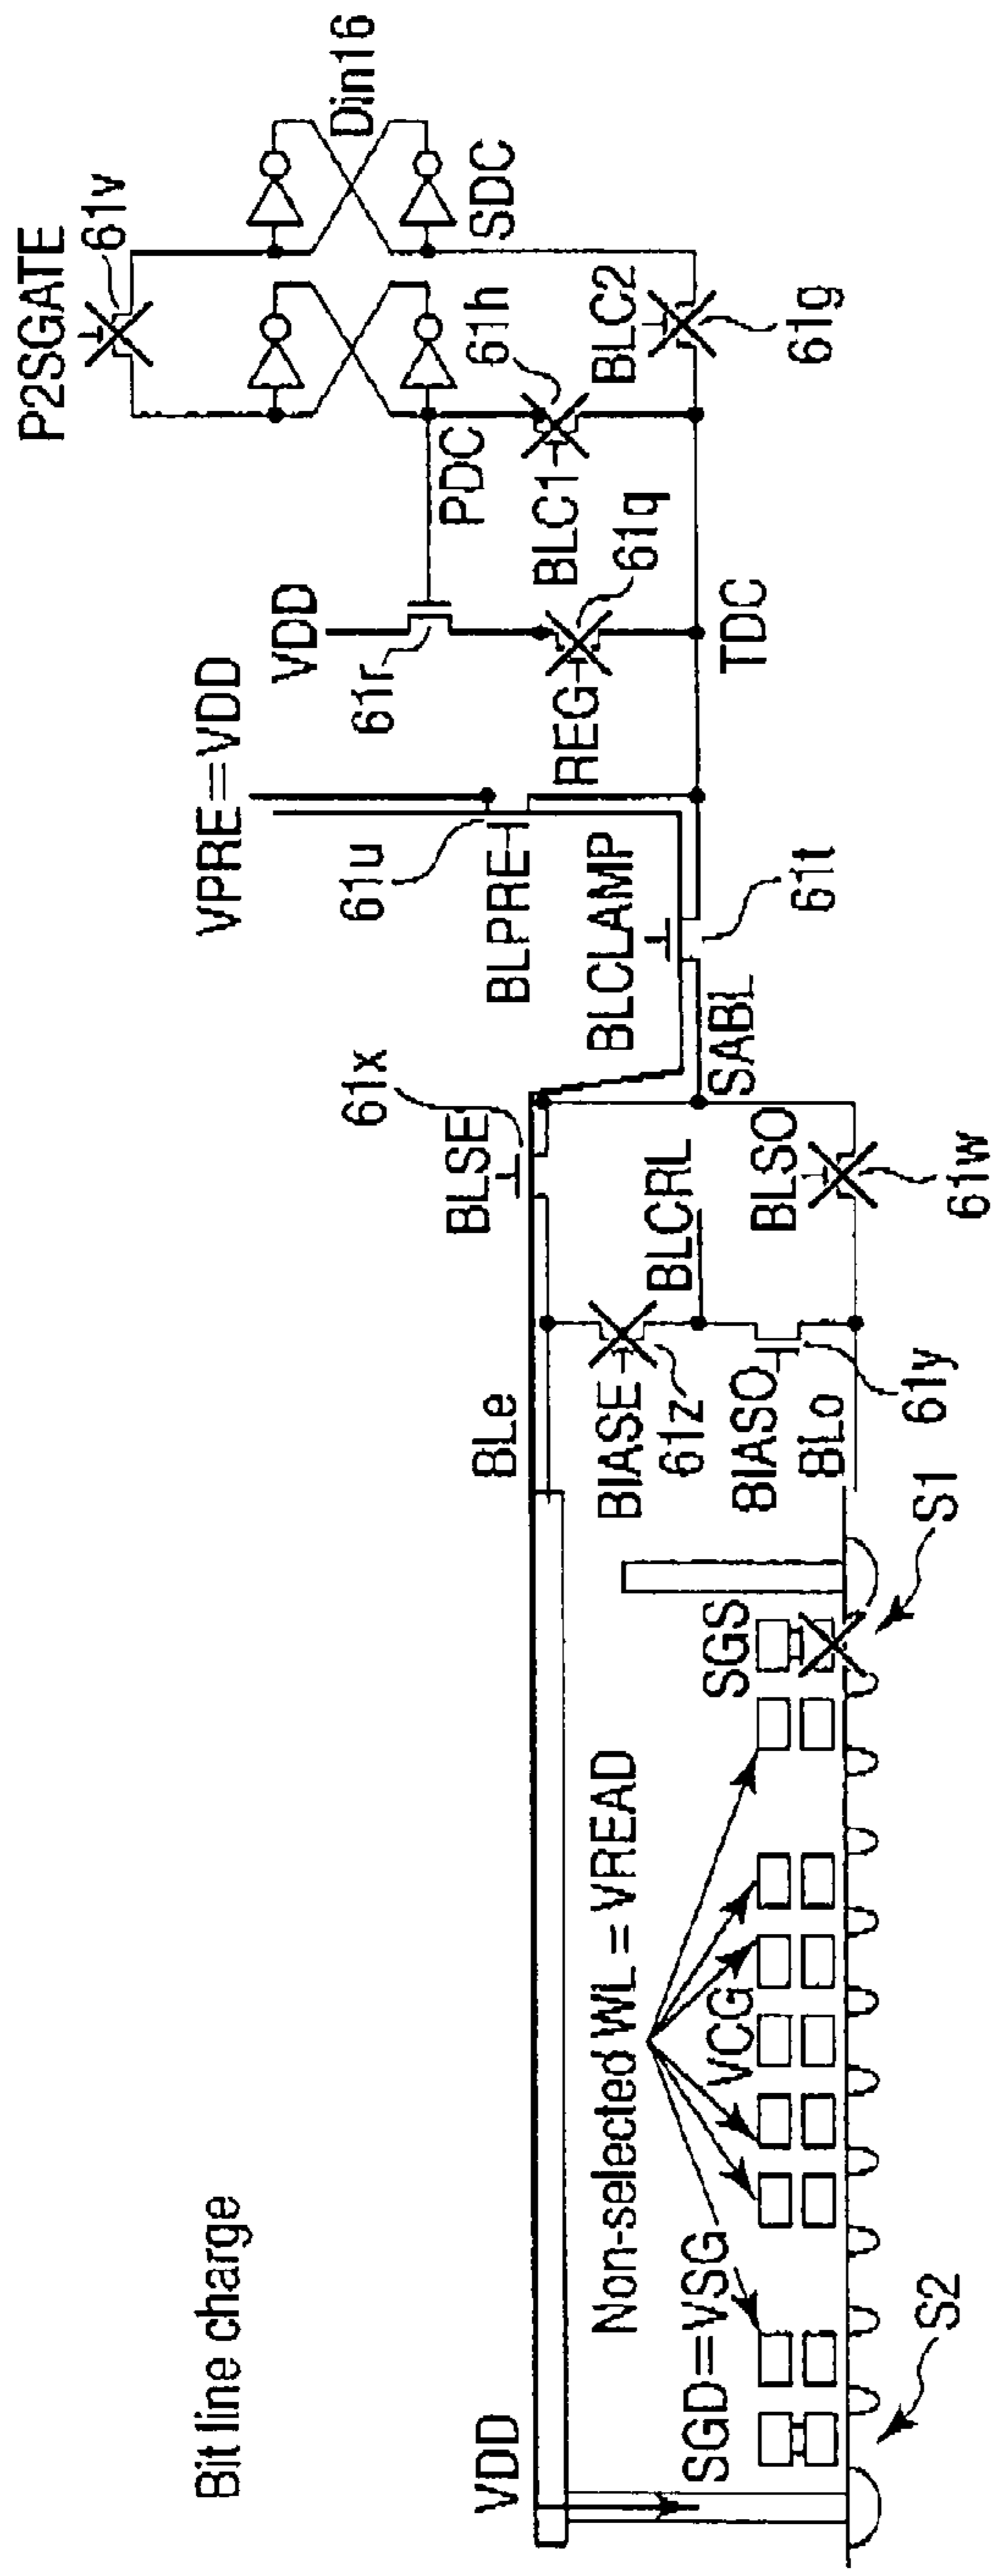 Bit line charge
VDD
BLe
BLSE
61x
SGD=VSG
Non-selected WL = VREAD
VCG
SGS
S2
S1
BIASE
61z
BLCRL
BIASO
61y
BLo
BLSO
61w
SABL
BLCLAMP
61t
VPRE=VDD
61u
BLPRE
VDD
61r
REG
61q
TDC
PDC
BLC1
61h
BLC2
61g
P2SGATE
61v
SDC
Din16